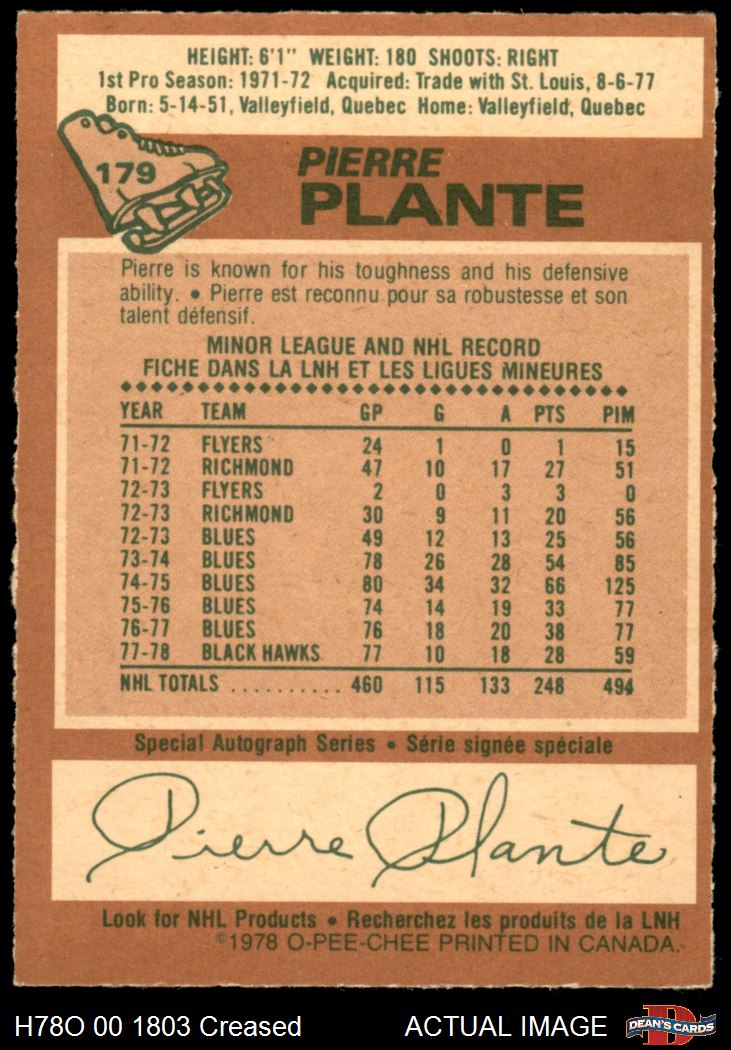 HEIGHT: 6'1" WEIGHT: 180 SHOOTS: RIGHT
1st Pro Season: 1971-72 Acquired: Trade with St. Louis, 8-6-77
Born: 5-14-51, Valleyfield, Quebec Home: Valleyfield, Quebec
179
PIERRE
PLANTE
Pierre is known for his toughness and his defensive
ability. • Pierre est reconnu pour sa robustesse et son
talent défensif.
MINOR LEAGUE AND NHL RECORD
FICHE DANS LA LNH ET LES LIGUES MINEURES
YEAR TEAM GP G A PTS PIM
71-72 FLYERS 24 1 0 1 15
71-72 RICHMOND 47 10 17 27 51
72-73 FLYERS 2 0 3 3 0
72-73 RICHMOND 30 9 11 20 56
72-73 BLUES 49 12 13 25 56
73-74 BLUES 78 26 28 54 85
74-75 BLUES 80 34 32 66 125
75-76 BLUES 74 14 19 33 77
76-77 BLUES 76 18 20 38 77
77-78 BLACK HAWKS 77 10 18 28 59
NHL TOTALS .......... 460 115 133 248 494
Special Autograph Series • Série signée spéciale
Pierre Plante
Look for NHL Products • Recherchez les produits de la LNH
©1978 O-PEE-CHEE PRINTED IN CANADA.
H78O 00 1803 Creased ACTUAL IMAGE DEAN'S CARDS